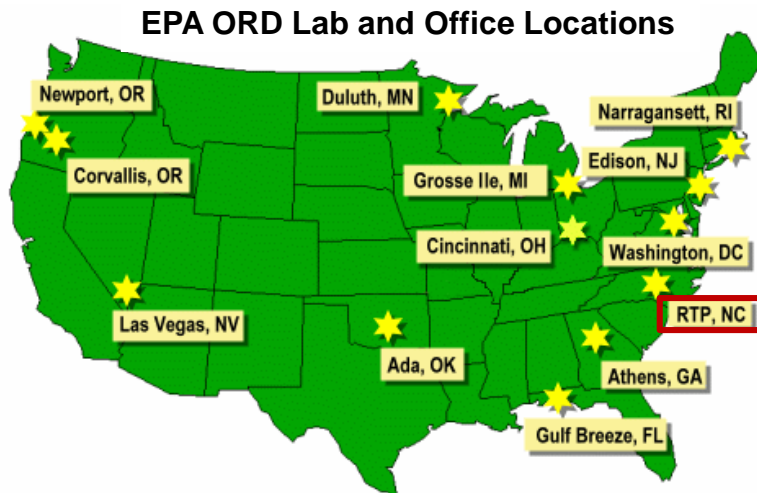 EPA ORD Lab and Office Locations
Newport, OR
Duluth, MN
Narragansett, RI
Edison, NJ
Corvallis, OR
Grosse Ile, MI
Cincinnati, OH
Washington, DC
Las Vegas, NV
RTP, NC
Ada, OK
Athens, GA
Gulf Breeze, FL